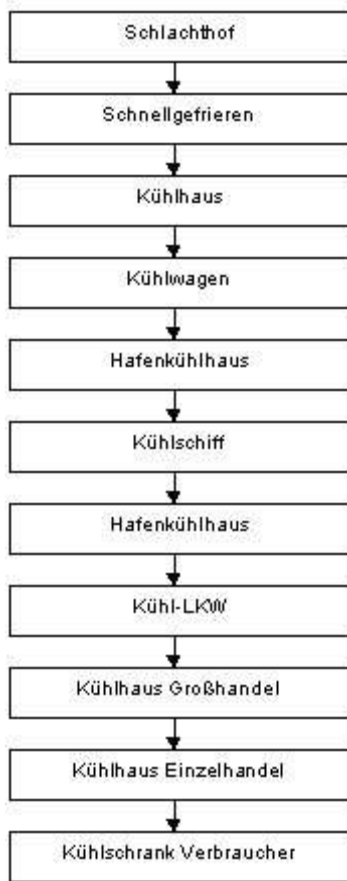 Schlachthof
Schnellgefrieren
Kühlhaus
Kühlwagen
Hafenkühlhaus
Kühlschiff
Hafenkühlhaus
Kühl-LKW
Kühlhaus Großhandel
Kühlhaus Einzelhandel
Kühlschrank Verbraucher